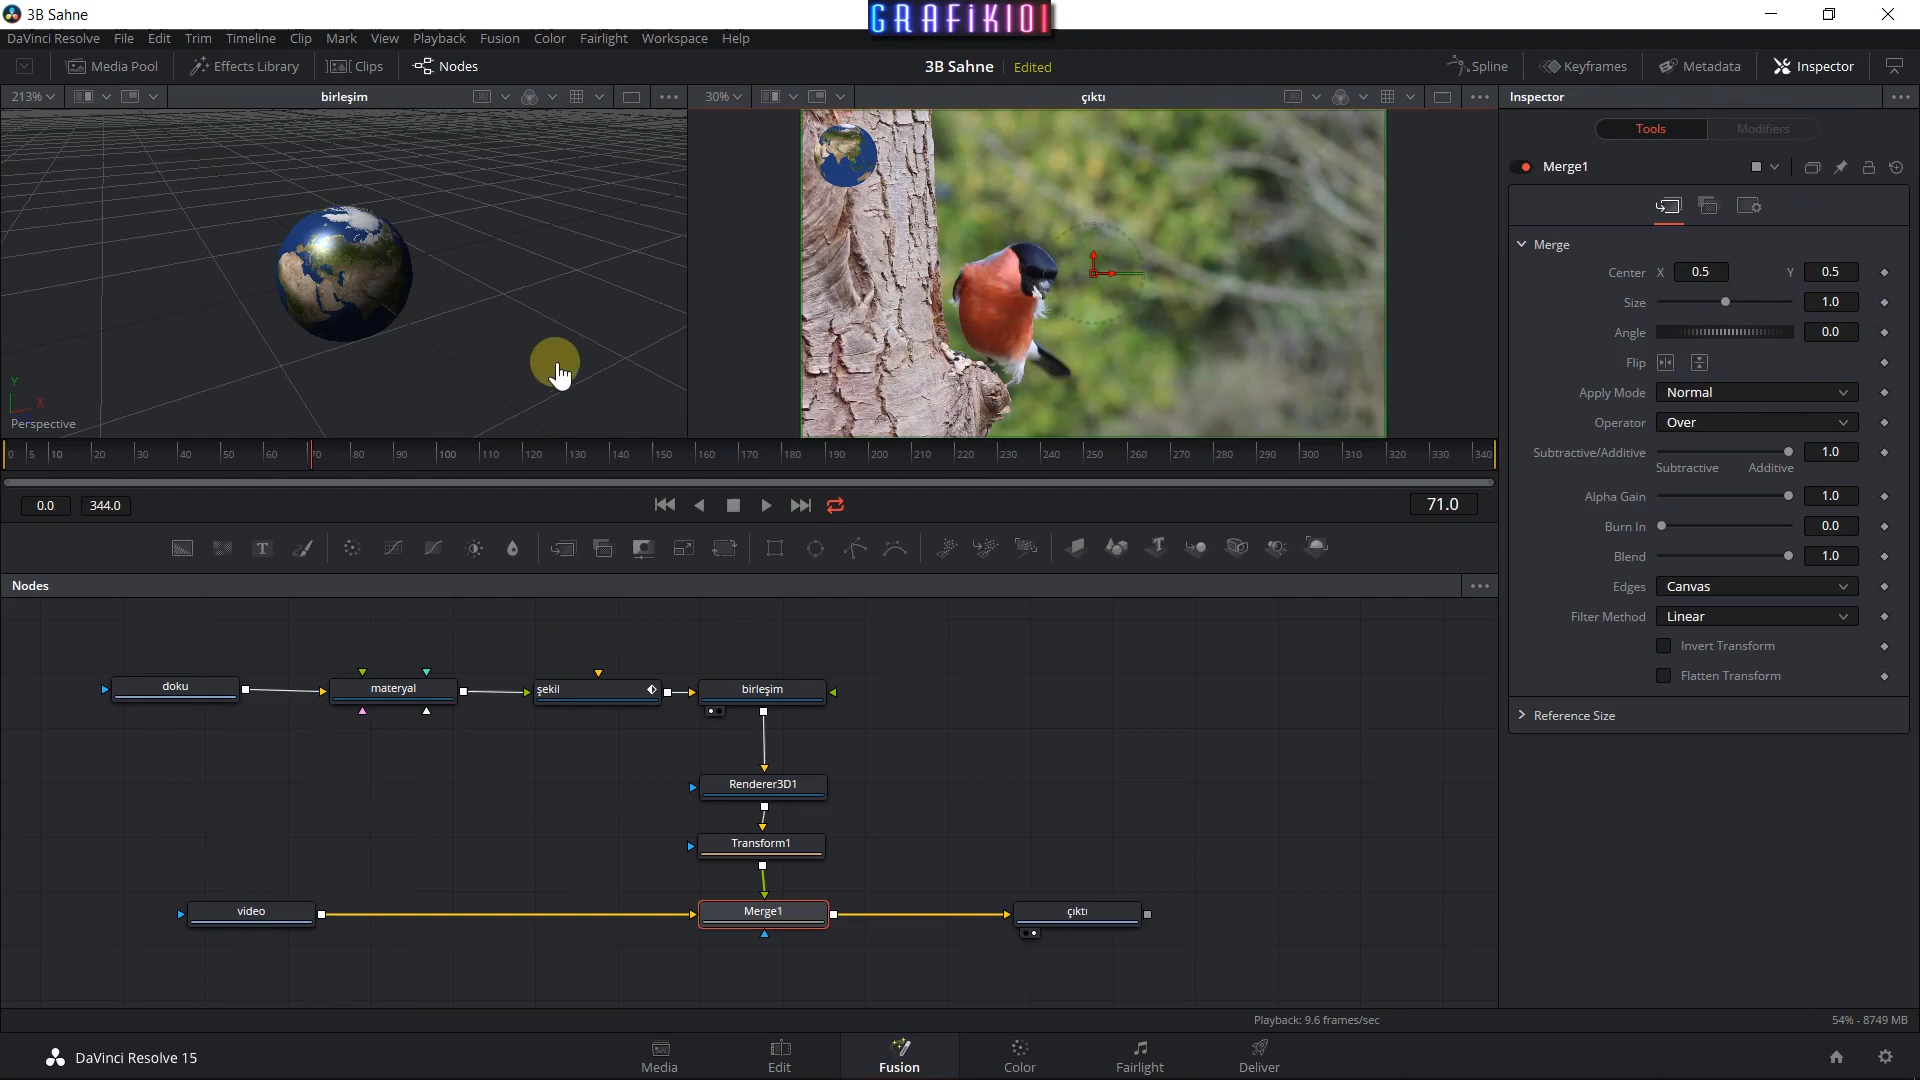 3B Sahne
GRAFiK101
DaVinci Resolve File Edit Trim Timeline Clip Mark View Playback Fusion Color Fairlight Workspace Help
Media Pool Effects Library Clips Nodes 3B Sahne Edited Spline Keyframes Metadata Inspector
213% birleşim 30% çıktı Inspector
Tools Modifiers
Merge1
Merge
Center X 0.5 Y 0.5
Size 1.0
Angle 0.0
Flip
Apply Mode Normal
Operator Over
Subtractive/Additive 1.0
Subtractive Additive
Alpha Gain 1.0
Burn In 0.0
Blend 1.0
Edges Canvas
Filter Method Linear
Invert Transform
Flatten Transform
Reference Size
Y
X
Perspective
0 5 10 20 30 40 50 60 70 80 90 100 110 120 130 140 150 160 170 180 190 200 210 220 230 240 250 260 270 280 290 300 310 320 330 340
0.0 344.0 71.0
Nodes
doku materyal şekil birleşim
Renderer3D1
Transform1
video Merge1 çıktı
Playback: 9.6 frames/sec 54% - 8749 MB
DaVinci Resolve 15 Media Edit Fusion Color Fairlight Deliver